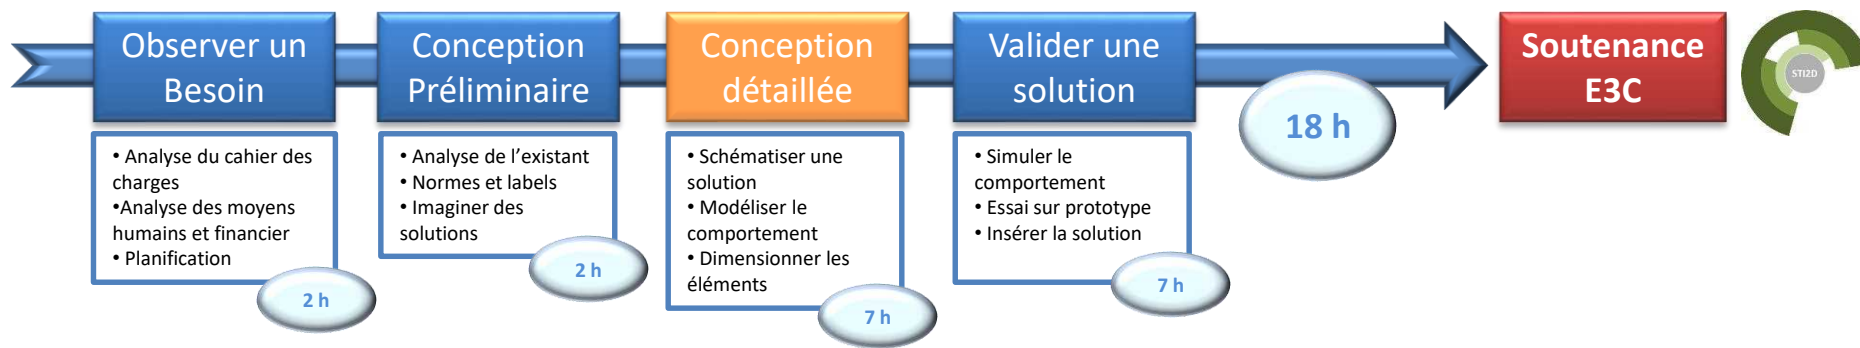 Observer un
Besoin
• Analyse du cahier des
charges
•Analyse des moyens
humains et financier
• Planification
2 h
Conception
Préliminaire
• Analyse de l’existant
• Normes et labels
• Imaginer des
solutions
2 h
Conception
détaillée
• Schématiser une
solution
• Modéliser le
comportement
• Dimensionner les
éléments
7 h
Valider une
solution
• Simuler le
comportement
• Essai sur prototype
• Insérer la solution
7 h
18 h
Soutenance
E3C
STI2D